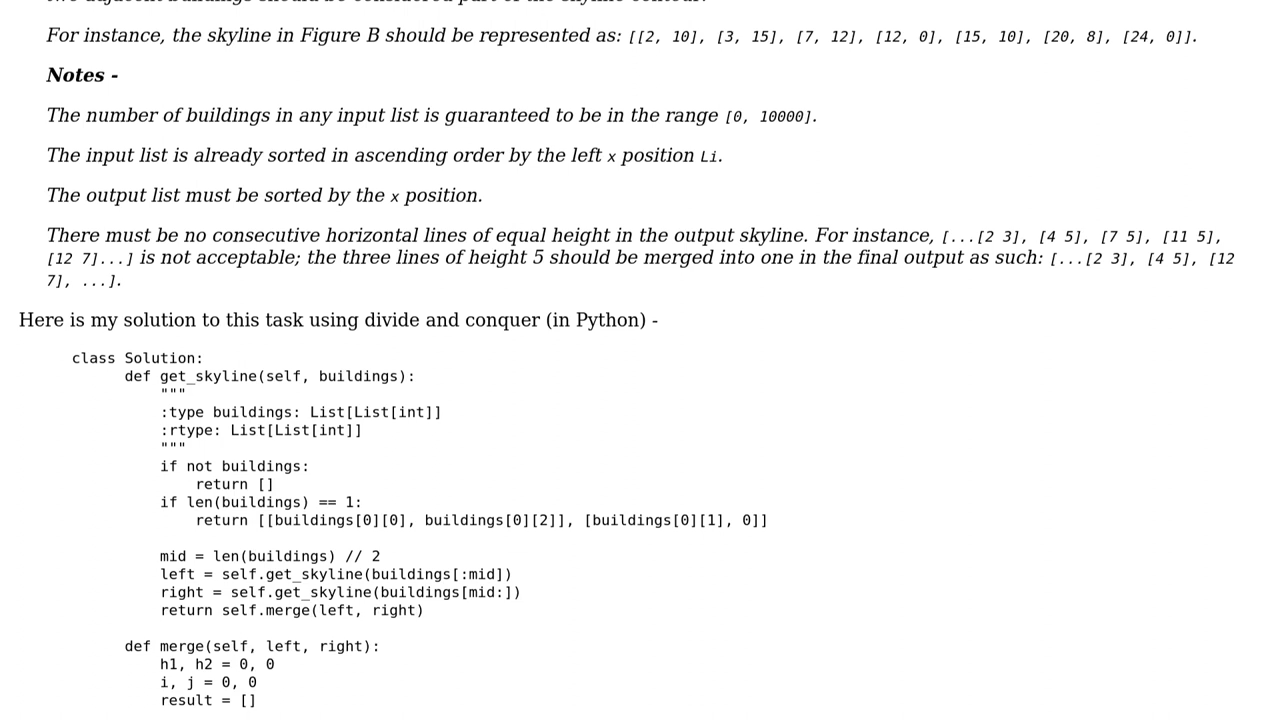 For instance, the skyline in Figure B should be represented as: [[2, 10], [3, 15], [7, 12], [12, 0], [15, 10], [20, 8], [24, 0]].
Notes -
The number of buildings in any input list is guaranteed to be in the range [0, 10000].
The input list is already sorted in ascending order by the left x position Li.
The output list must be sorted by the x position.
There must be no consecutive horizontal lines of equal height in the output skyline. For instance, [...[2 3], [4 5], [7 5], [11 5],
[12 7]...] is not acceptable; the three lines of height 5 should be merged into one in the final output as such: [...[2 3], [4 5], [12
7], ...].
Here is my solution to this task using divide and conquer (in Python) -
class Solution:
def get_skyline(self, buildings):
"""
:type buildings: List[List[int]]
:rtype: List[List[int]]
"""
if not buildings:
return []
if len(buildings) == 1:
return [[buildings[0][0], buildings[0][2]], [buildings[0][1], 0]]
mid = len(buildings) // 2
left = self.get_skyline(buildings[:mid])
right = self.get_skyline(buildings[mid:])
return self.merge(left, right)
def merge(self, left, right):
h1, h2 = 0, 0
i, j = 0, 0
result = []